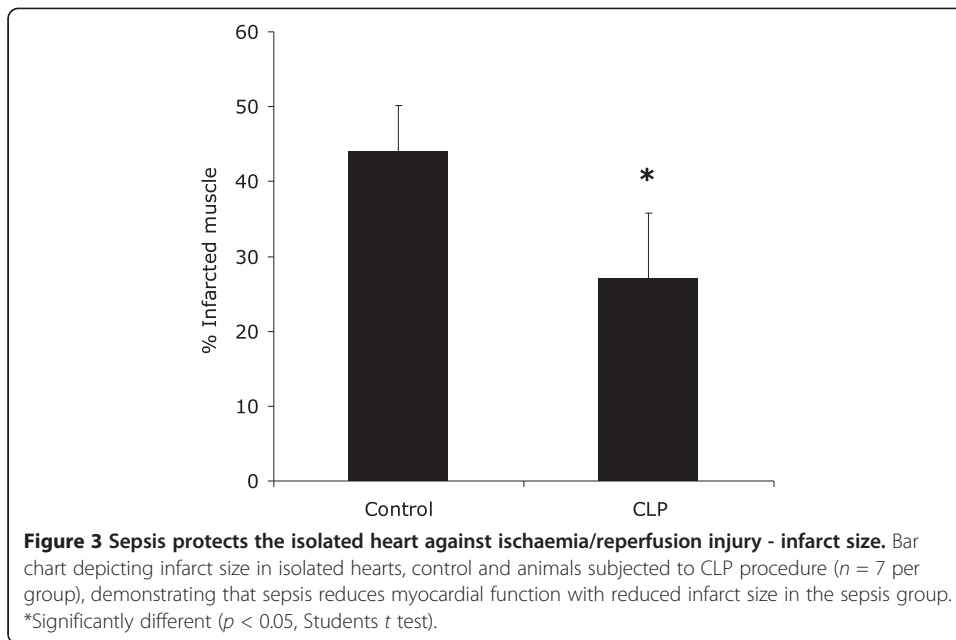 60
50
40
30
20
10
0
% Infarcted muscle
*
Control CLP
Figure 3 Sepsis protects the isolated heart against ischaemia/reperfusion injury - infarct size. Bar
chart depicting infarct size in isolated hearts, control and animals subjected to CLP procedure (n = 7 per
group), demonstrating that sepsis reduces myocardial function with reduced infarct size in the sepsis group.
*Significantly different (p < 0.05, Students t test).